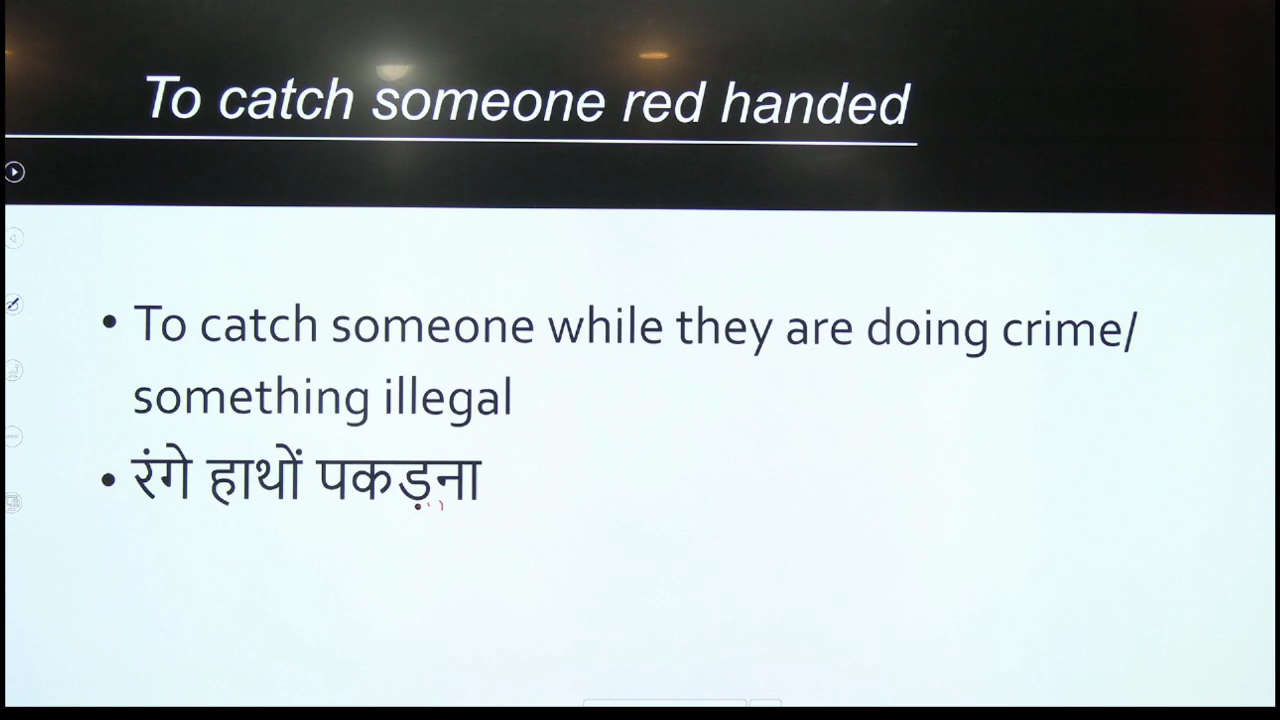 To catch someone red handed
• To catch someone while they are doing crime/
something illegal
• रंगे हाथों पकड़ना